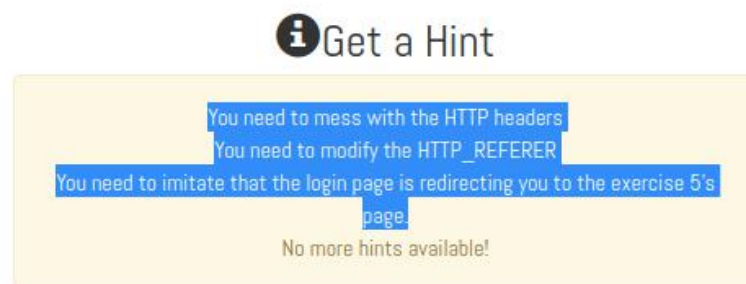 Get a Hint
You need to mess with the HTTP headers
You need to modify the HTTP_REFERER
You need to imitate that the login page is redirecting you to the exercise 5's
page.
No more hints available!